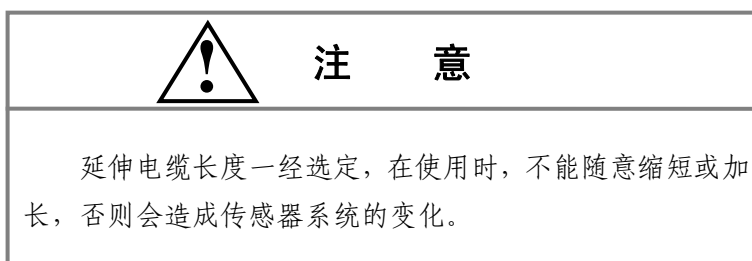 注 意
延伸电缆长度一经选定，在使用时，不能随意缩短或加
长，否则会造成传感器系统的变化。